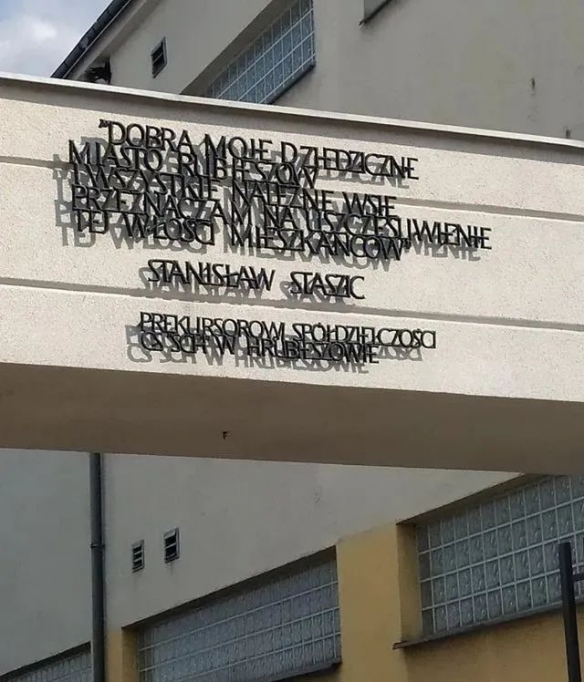 "DOBRA MOJE DZIEDZICZNE
MIASTO RUBIESZÓW
I WSZYSTKIE NALEŻNE WSIE
PRZEZNACZAM NA USZCZĘŚLIWIENIE
TEJ WŁOŚCI MIESZKAŃCÓW"
STANISŁAW STASZIC
PREKURSOROWI SPÓŁDZIELCZOŚCI
GS SCH W HRUBIESZOWIE